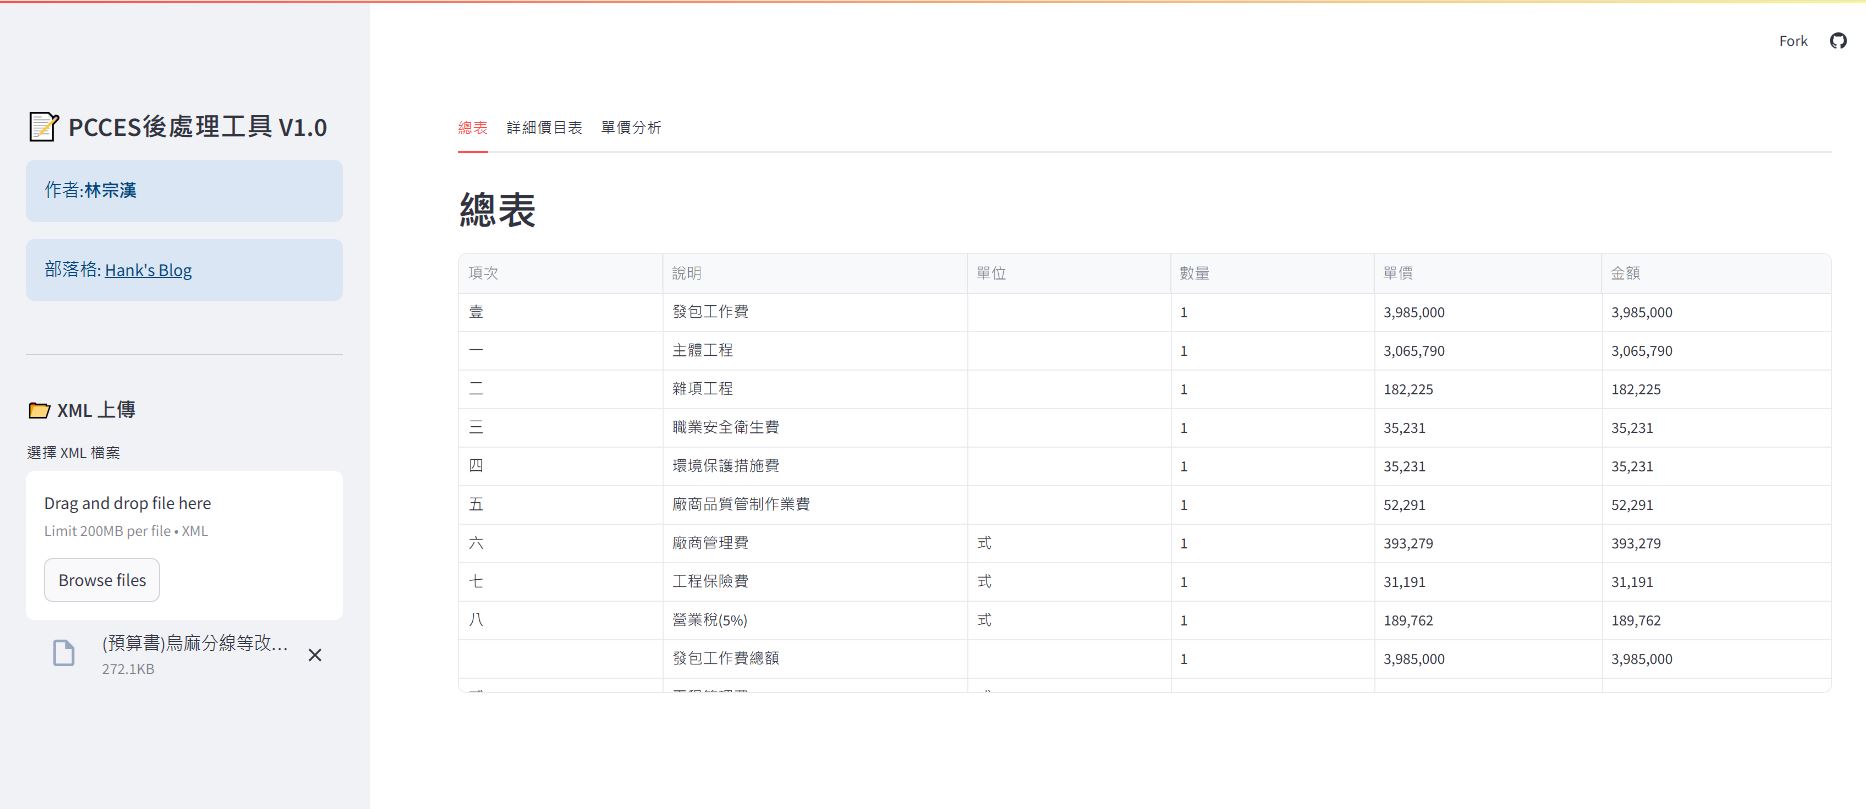 Fork
PCCES後處理工具 V1.0
作者:林宗漢
部落格: Hank's Blog
XML 上傳
選擇 XML 檔案
Drag and drop file here
Limit 200MB per file • XML
Browse files
(預算書)烏麻分線等改...
272.1KB
總表 詳細價目表 單價分析
總表
項次 說明 單位 數量 單價 金額
壹 發包工作費 1 3,985,000 3,985,000
一 主體工程 1 3,065,790 3,065,790
二 雜項工程 1 182,225 182,225
三 職業安全衛生費 1 35,231 35,231
四 環境保護措施費 1 35,231 35,231
五 廠商品質管制作業費 1 52,291 52,291
六 廠商管理費 式 1 393,279 393,279
七 工程保險費 式 1 31,191 31,191
八 營業稅(5%) 式 1 189,762 189,762
發包工作費總額 1 3,985,000 3,985,000